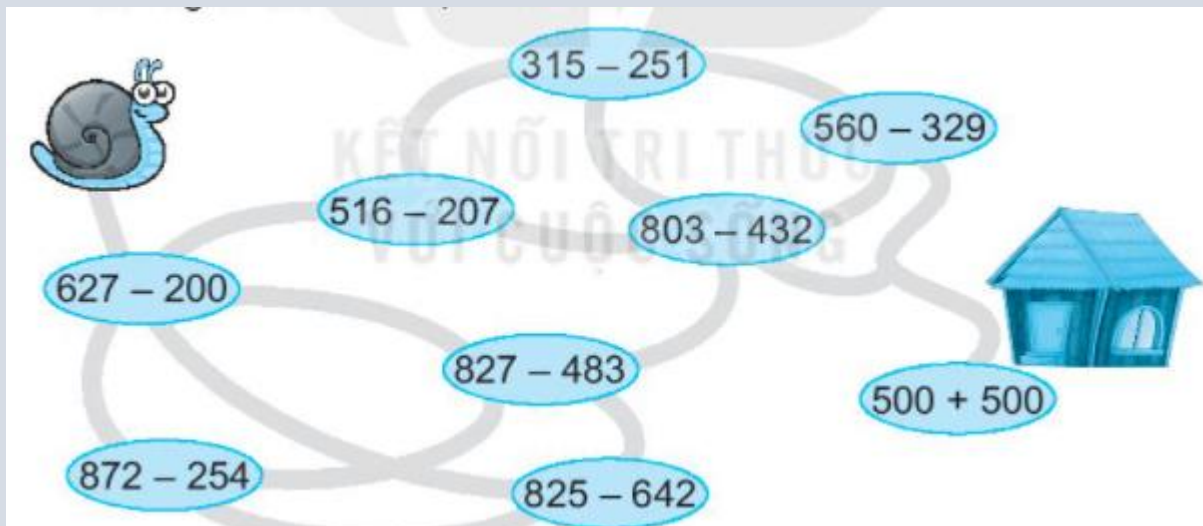 315 – 251
560 – 329
KẾT NỐI TRI THỨC
516 – 207
803 – 432
VỚI CUỘC SỐNG
627 – 200
827 – 483
500 + 500
872 – 254
825 – 642